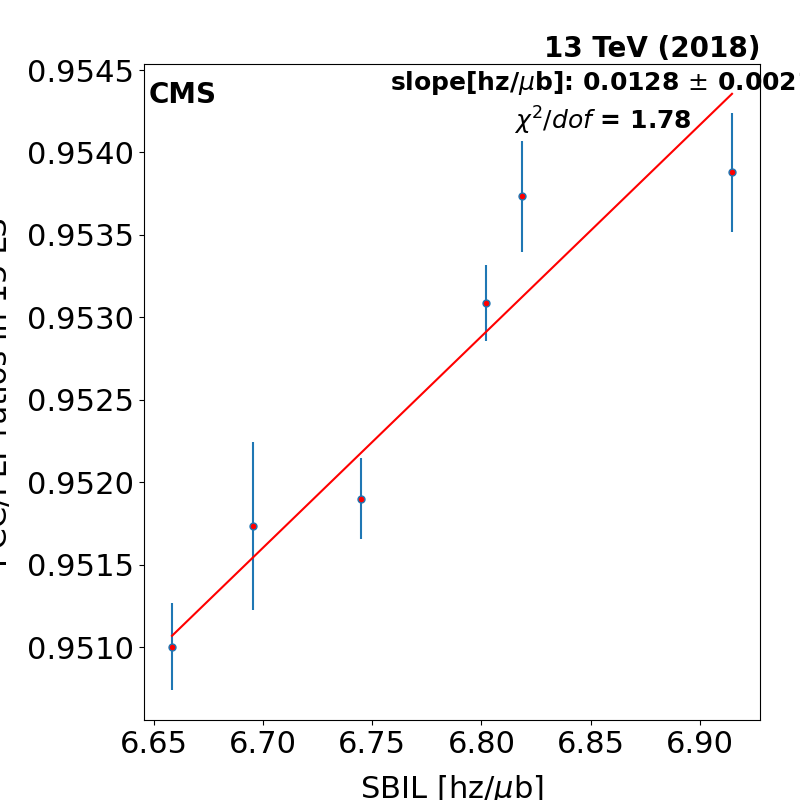 13 TeV (2018)
CMS
slope[hz/μb]: 0.0128 ± 0.002
χ²/dof = 1.78
0.9545
0.9540
0.9535
0.9530
0.9525
0.9520
0.9515
0.9510
6.65 6.70 6.75 6.80 6.85 6.90
SBIL [hz/μb]